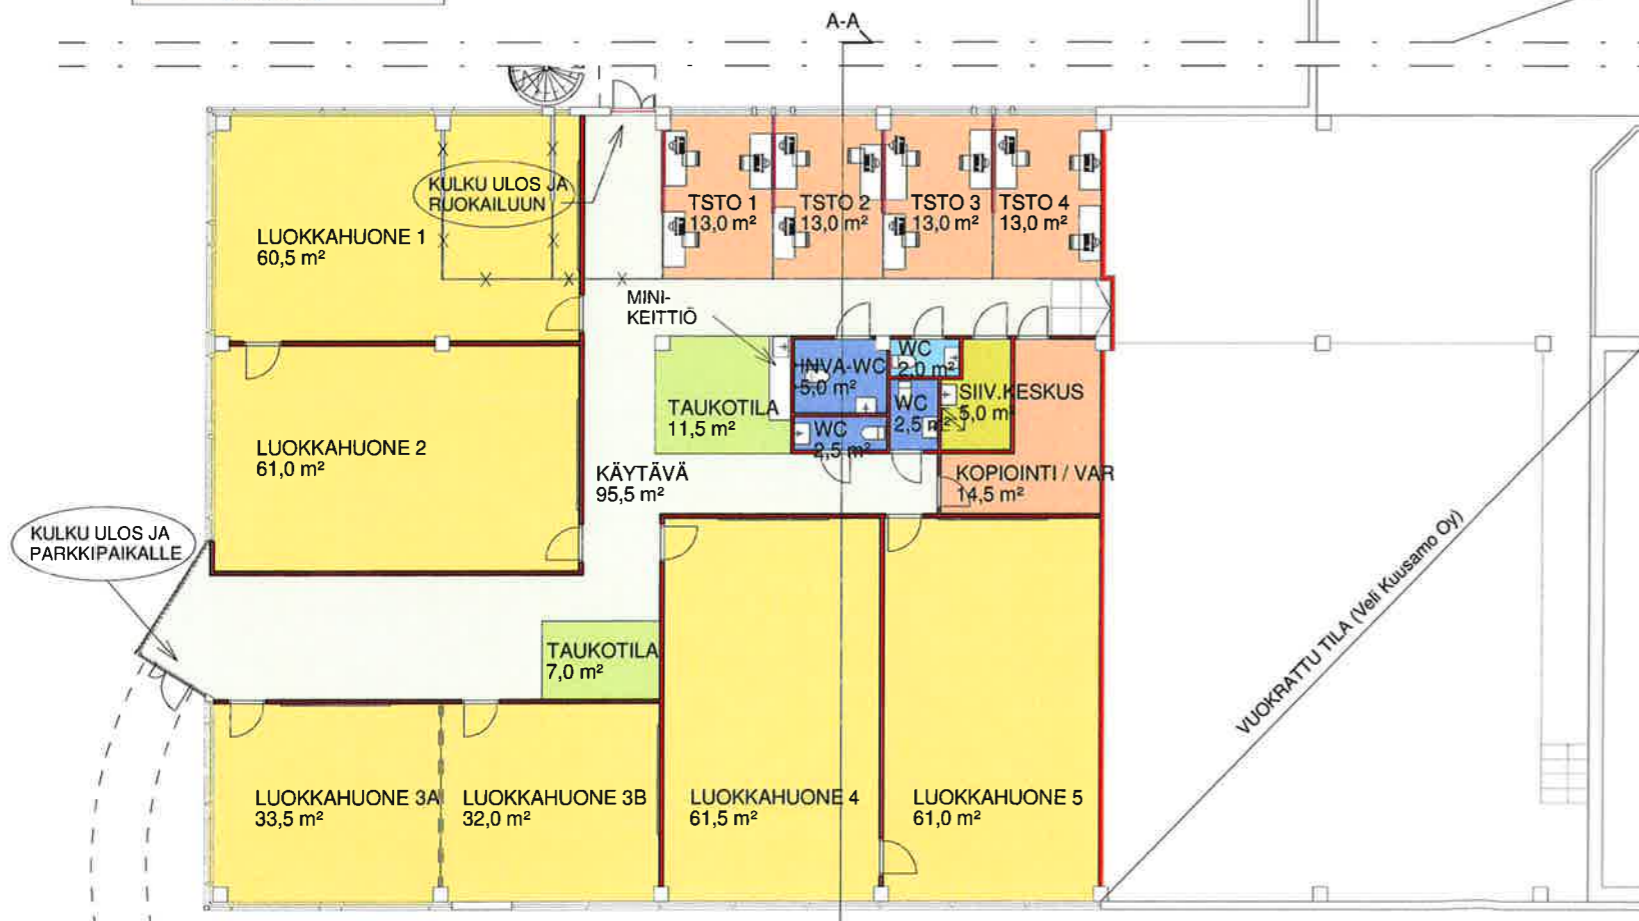 A-A
KULKU ULOS JA
RUOKAILUUN
TSTO 1
13,0 m²
TSTO 2
13,0 m²
TSTO 3
13,0 m²
TSTO 4
13,0 m²
LUOKKAHUONE 1
60,5 m²
MINI-
KEITTIÖ
INVA-WC
5,0 m²
WC
2,0 m²
SIIV.KESKUS
5,0 m²
WC
2,5 m²
TAUKOTILA
11,5 m²
WC
2,5 m²
LUOKKAHUONE 2
61,0 m²
KÄYTÄVÄ
95,5 m²
KOPIOINTI / VAR
14,5 m²
KULKU ULOS JA
PARKKIPAIKALLE
VUOKRATTU TILA (Veli Kuusamo Oy)
TAUKOTILA
7,0 m²
LUOKKAHUONE 3A
33,5 m²
LUOKKAHUONE 3B
32,0 m²
LUOKKAHUONE 4
61,5 m²
LUOKKAHUONE 5
61,0 m²